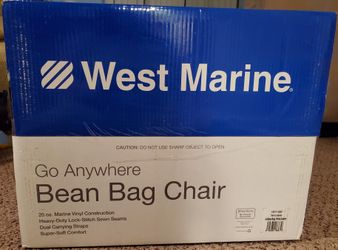 West Marine®
CAUTION: DO NOT USE SHARP OBJECT TO OPEN
Go Anywhere
Bean Bag Chair
20 oz. Marine Vinyl Construction
Heavy-Duty Lock-Stitch Sewn Seams
Dual Carrying Straps
Super-Soft Comfort